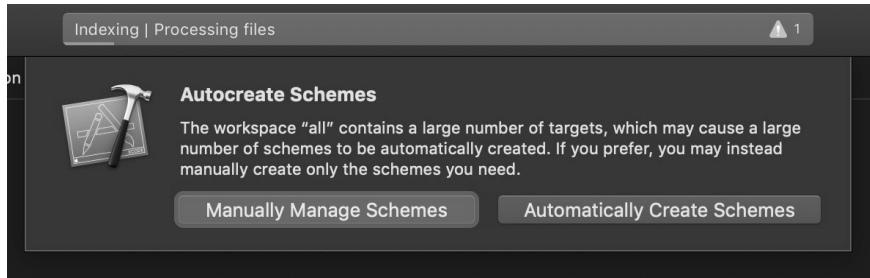 Indexing | Processing files
1
on
Autocreate Schemes
The workspace “all” contains a large number of targets, which may cause a large
number of schemes to be automatically created. If you prefer, you may instead
manually create only the schemes you need.
Manually Manage Schemes
Automatically Create Schemes